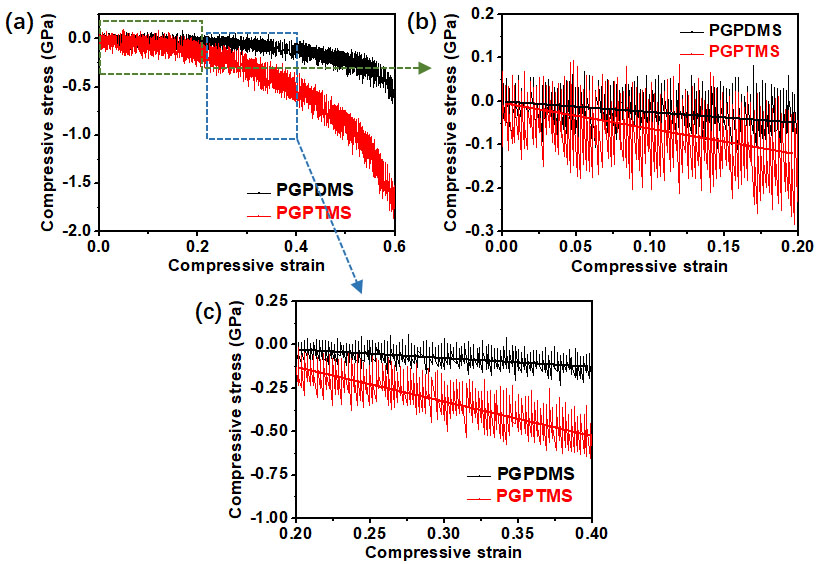 (a)
Compressive stress (GPa)
0.0
-0.5
-1.0
-1.5
-2.0
PGPDMS
PGPTMS
0.0 0.2 0.4 0.6
Compressive strain
(b)
Compressive stress (GPa)
0.2
0.1
0.0
-0.1
-0.2
-0.3
PGPDMS
PGPTMS
0.00 0.05 0.10 0.15 0.20
Compressive strain
(c)
Compressive stress (GPa)
0.25
0.00
-0.25
-0.50
-0.75
-1.00
PGPDMS
PGPTMS
0.20 0.25 0.30 0.35 0.40
Compressive strain